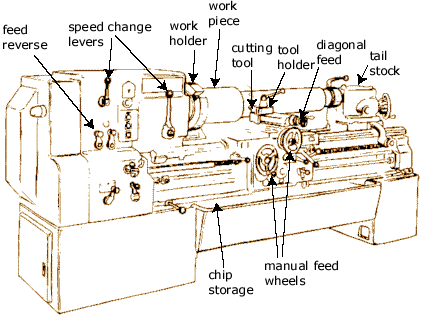 feed
reverse
speed change
levers
work
holder
work
piece
cutting
tool
tool
holder
diagonal
feed
tail
stock
chip
storage
manual feed
wheels